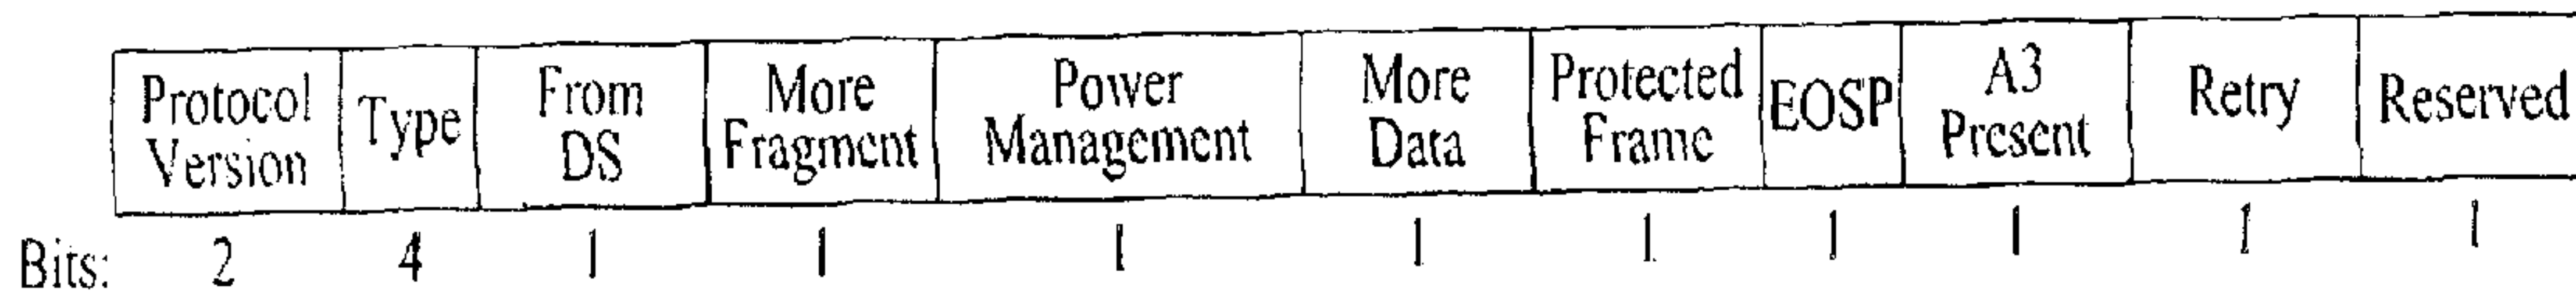 Protocol Version
Type
From DS
More Fragment
Power Management
More Data
Protected Frame
EOSP
A3 Present
Retry
Reserved
Bits: 2 4 1 1 1 1 1 1 1 1 1